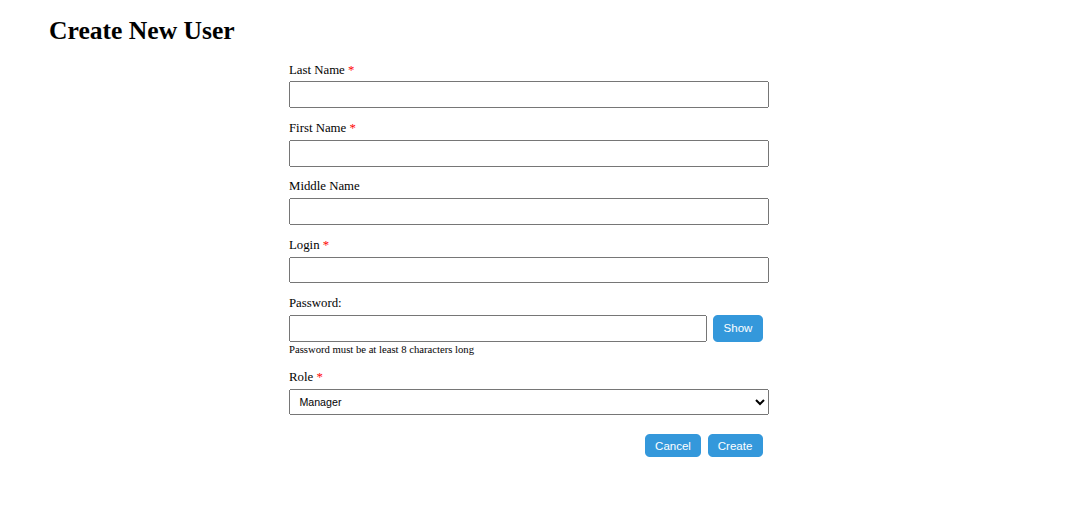 Create New User
Last Name *
First Name *
Middle Name
Login *
Password:
Show
Password must be at least 8 characters long
Role *
Manager
Cancel Create